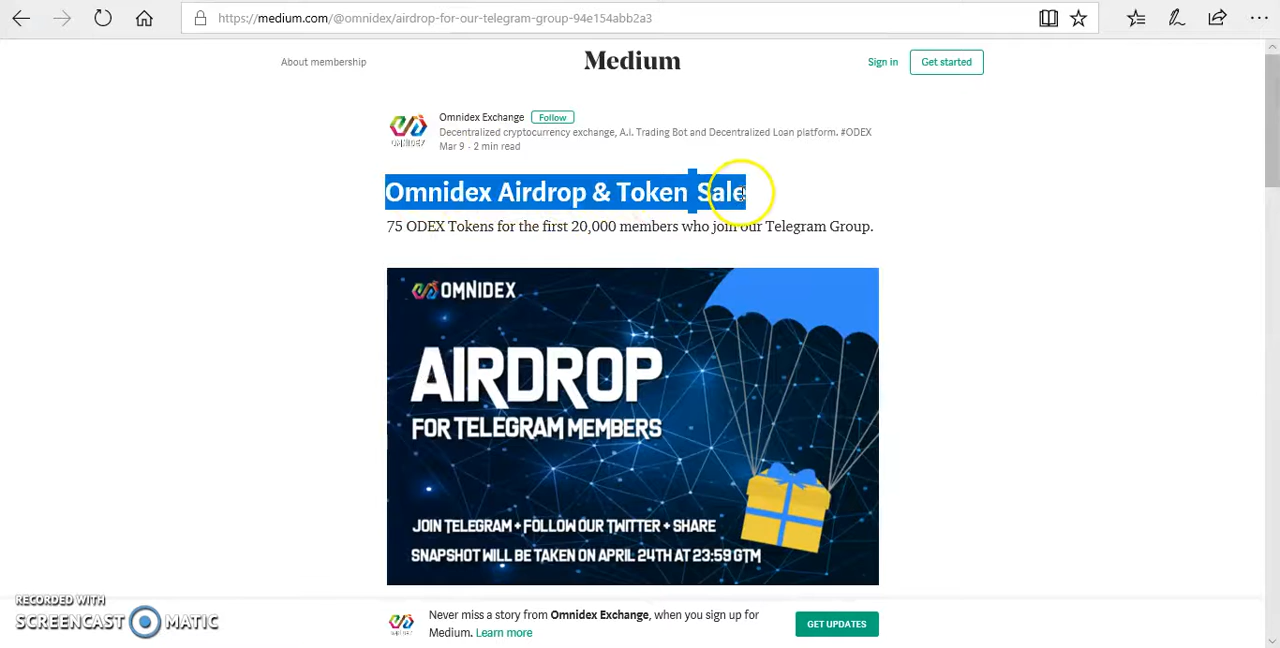 https://medium.com/@omnidex/airdrop-for-our-telegram-group-94e154abb2a3
About membership
Medium
Sign in
Get started
Omnidex Exchange
Follow
Decentralized cryptocurrency exchange, A.I. Trading Bot and Decentralized Loan platform. #ODEX
Mar 9 · 2 min read
OMNIDEX
Omnidex Airdrop & Token Sale
75 ODEX Tokens for the first 20,000 members who join our Telegram Group.
OMNIDEX
AIRDROP
FOR TELEGRAM MEMBERS
JOIN TELEGRAM + FOLLOW OUR TWITTER + SHARE
SNAPSHOT WILL BE TAKEN ON APRIL 24TH AT 23:59 GTM
RECORDED WITH
SCREENCAST MATIC
Never miss a story from Omnidex Exchange, when you sign up for
Medium. Learn more
GET UPDATES